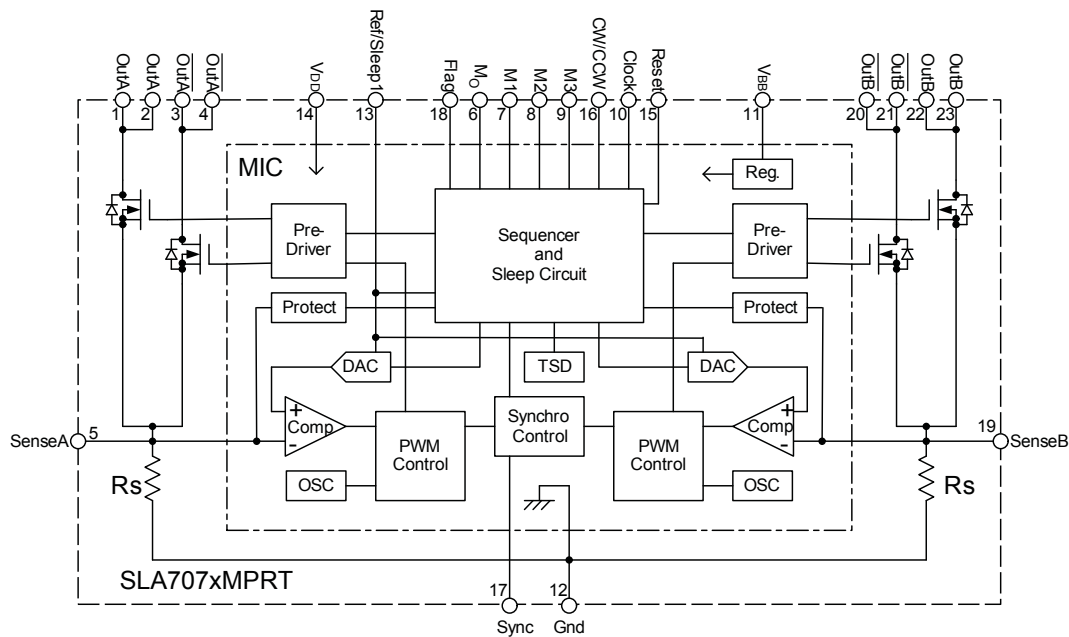 OutA
OutA
OutA
OutA
VDD
Ref/Sleep1
Flag
MO
M1
M2
M3
CW/CCW
Clock
Reset
VBB
OutB
OutB
OutB
OutB
1
2
3
4
14
13
18
6
7
8
9
16
10
15
11
20
21
22
23
MIC
Reg.
Pre-
Driver
Sequencer
and
Sleep Circuit
Pre-
Driver
Protect
Protect
DAC
TSD
DAC
+
Comp
-
PWM
Control
Synchro
Control
PWM
Control
+
Comp
-
SenseA
5
19
SenseB
Rs
OSC
OSC
Rs
SLA707xMPRT
17
12
Sync
Gnd